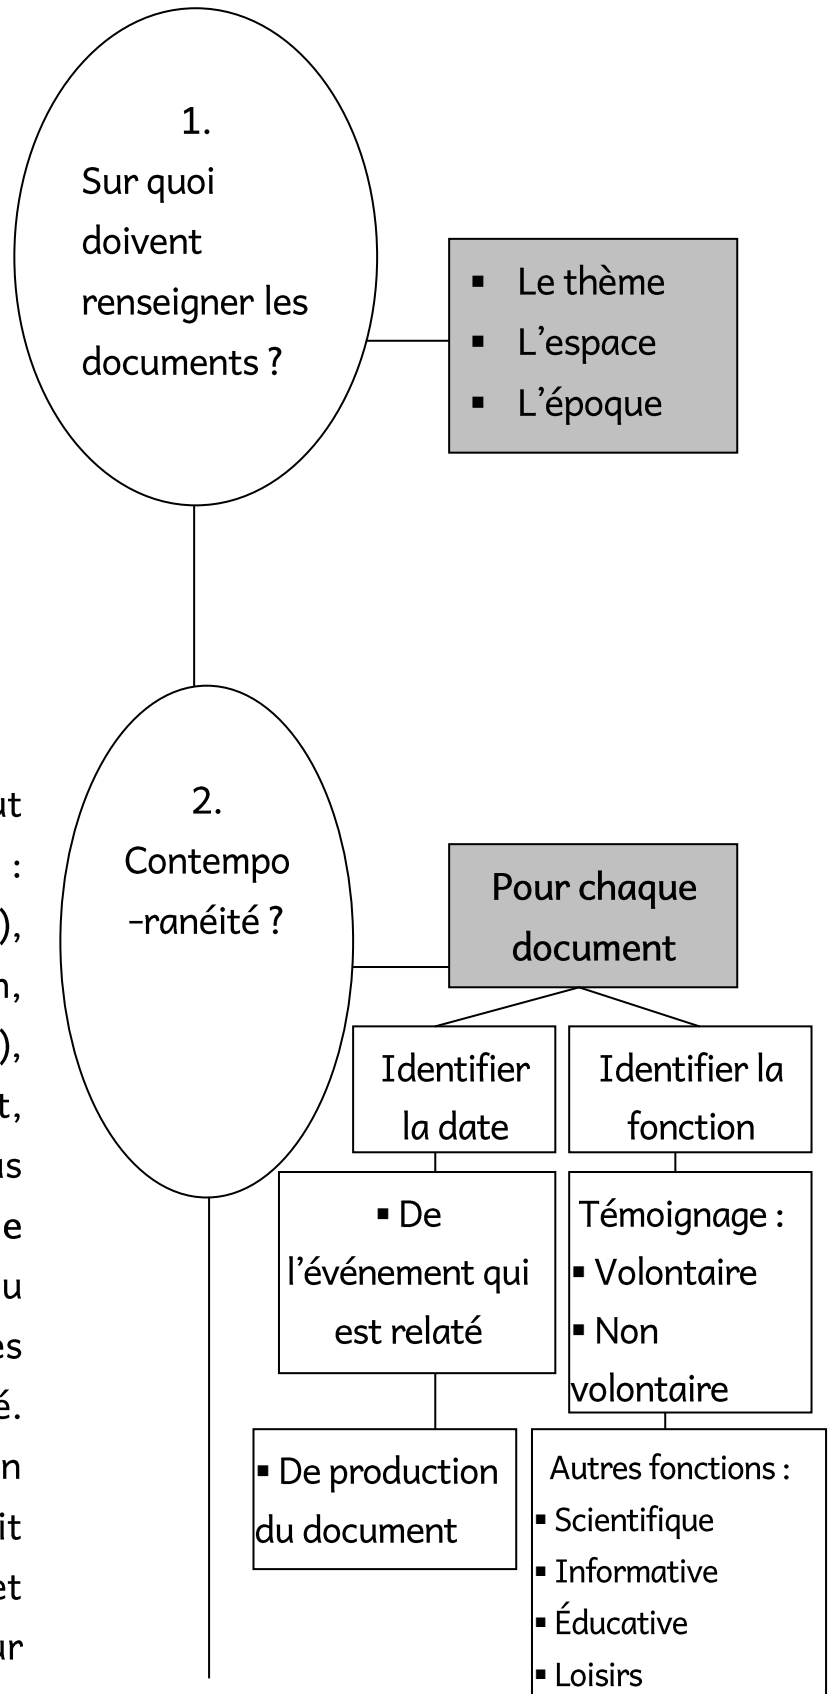 1.
Sur quoi
doivent
renseigner les
documents ?
▪ Le thème
▪ L'espace
▪ L'époque
2.
Contempo
-ranéité ?
Pour chaque
document
Identifier
la date
Identifier la
fonction
▪ De
l'événement qui
est relaté
Témoignage :
▪ Volontaire
▪ Non
volontaire
▪ De production
du document
Autres fonctions :
▪ Scientifique
▪ Informative
▪ Éducative
▪ Loisirs